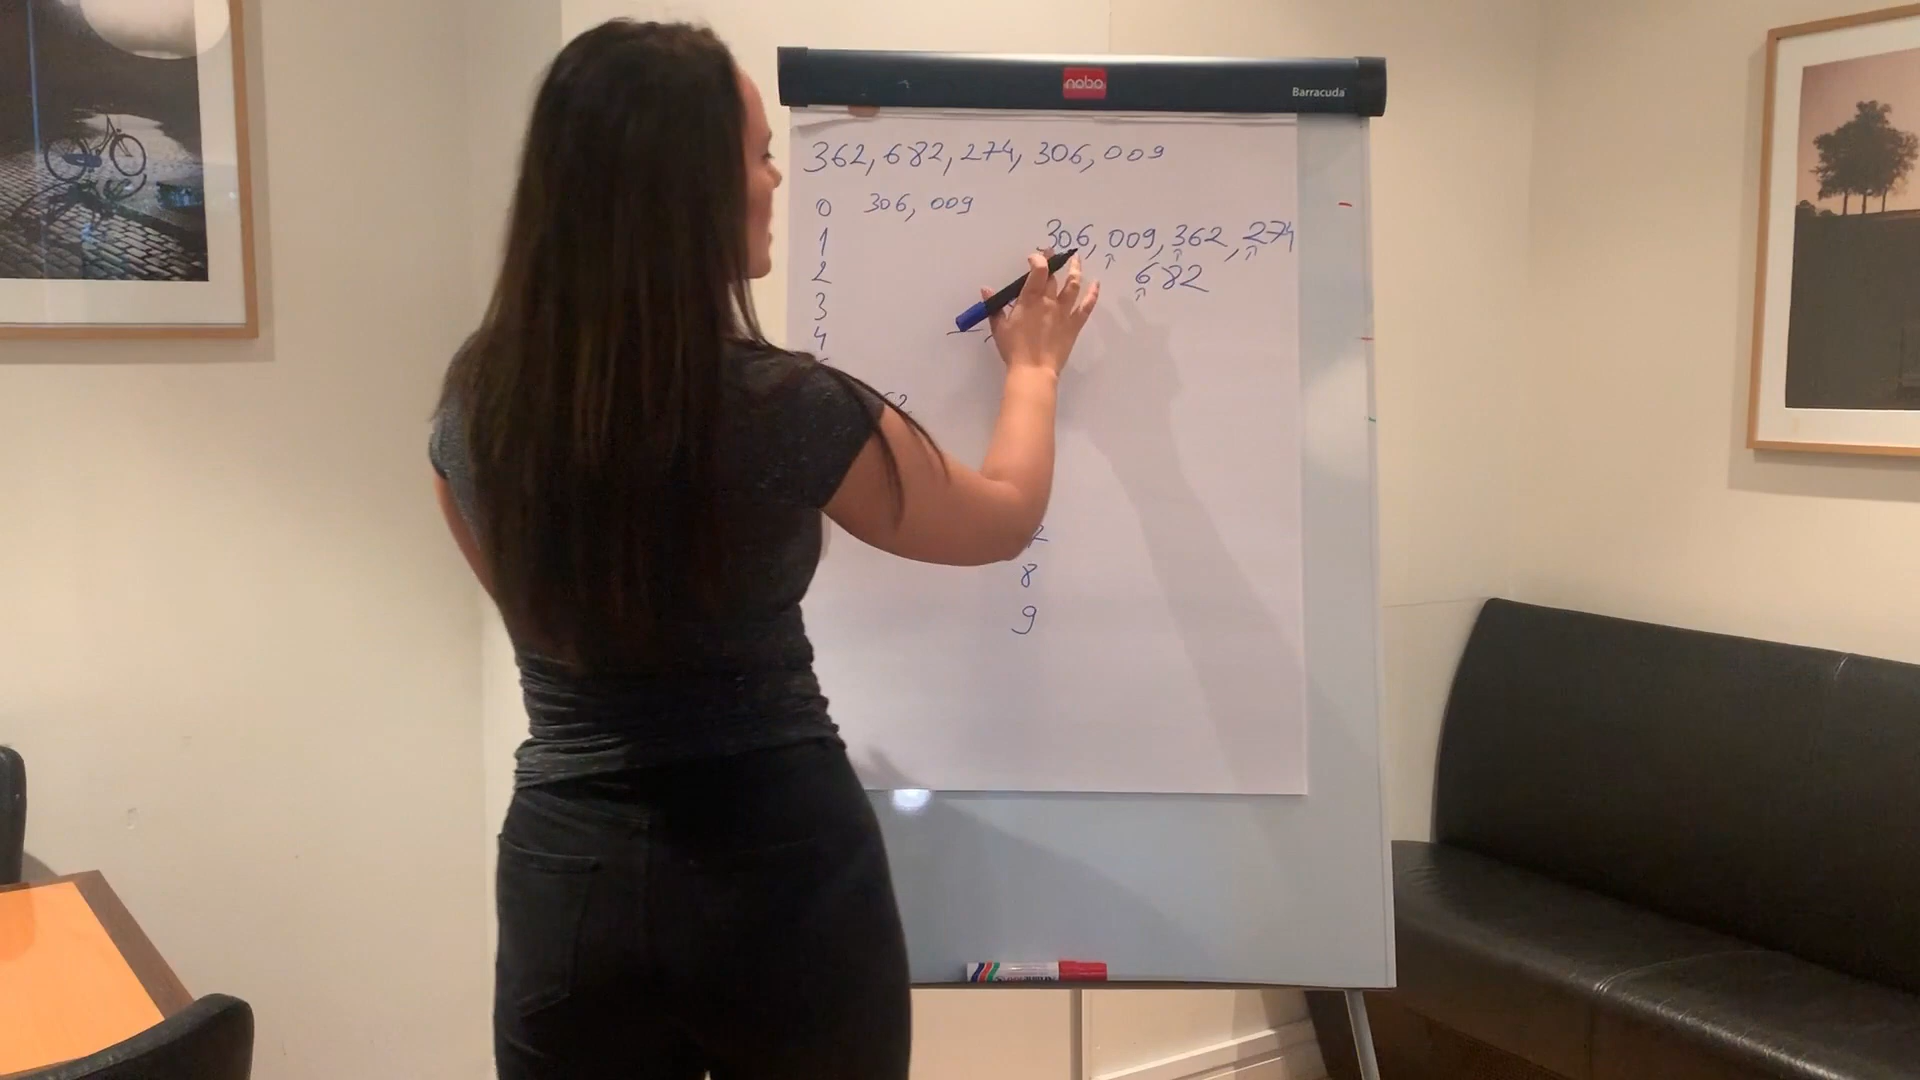 nobo
Barracuda
362, 682, 274, 306, 009
0 306, 009
1
306, 009, 362, 274
2
682
3
4
62
8
9